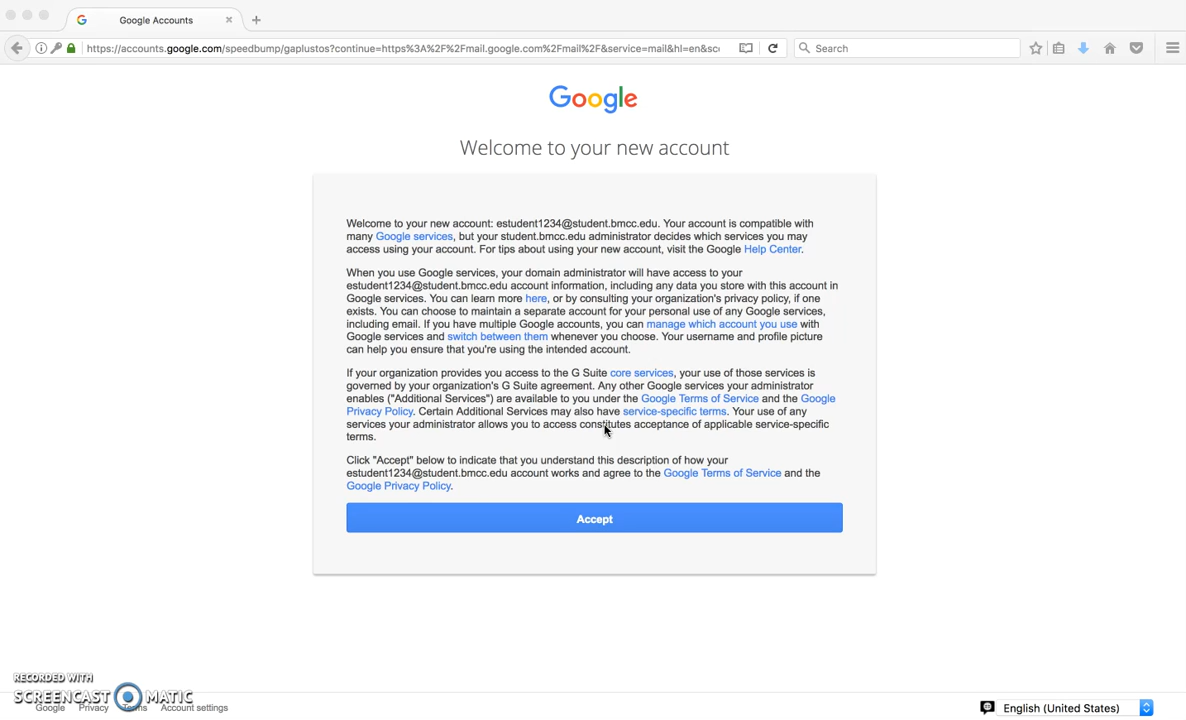 Google Accounts
https://accounts.google.com/speedbump/gaplustos?continue=https%3A%2F%2Fmail.google.com%2Fmail%2F&service=mail&hl=en&sc
Search
Google
Welcome to your new account
Welcome to your new account: estudent1234@student.bmcc.edu. Your account is compatible with
many Google services, but your student.bmcc.edu administrator decides which services you may
access using your account. For tips about using your new account, visit the Google Help Center.
When you use Google services, your domain administrator will have access to your
estudent1234@student.bmcc.edu account information, including any data you store with this account in
Google services. You can learn more here, or by consulting your organization's privacy policy, if one
exists. You can choose to maintain a separate account for your personal use of any Google services,
including email. If you have multiple Google accounts, you can manage which account you use with
Google services and switch between them whenever you choose. Your username and profile picture
can help you ensure that you're using the intended account.
If your organization provides you access to the G Suite core services, your use of those services is
governed by your organization's G Suite agreement. Any other Google services your administrator
enables ("Additional Services") are available to you under the Google Terms of Service and the Google
Privacy Policy. Certain Additional Services may also have service-specific terms. Your use of any
services your administrator allows you to access constitutes acceptance of applicable service-specific
terms.
Click "Accept" below to indicate that you understand this description of how your
estudent1234@student.bmcc.edu account works and agree to the Google Terms of Service and the
Google Privacy Policy.
Accept
RECORDED WITH
SCREENCAST MATIC
Google Privacy Terms Account settings
English (United States)